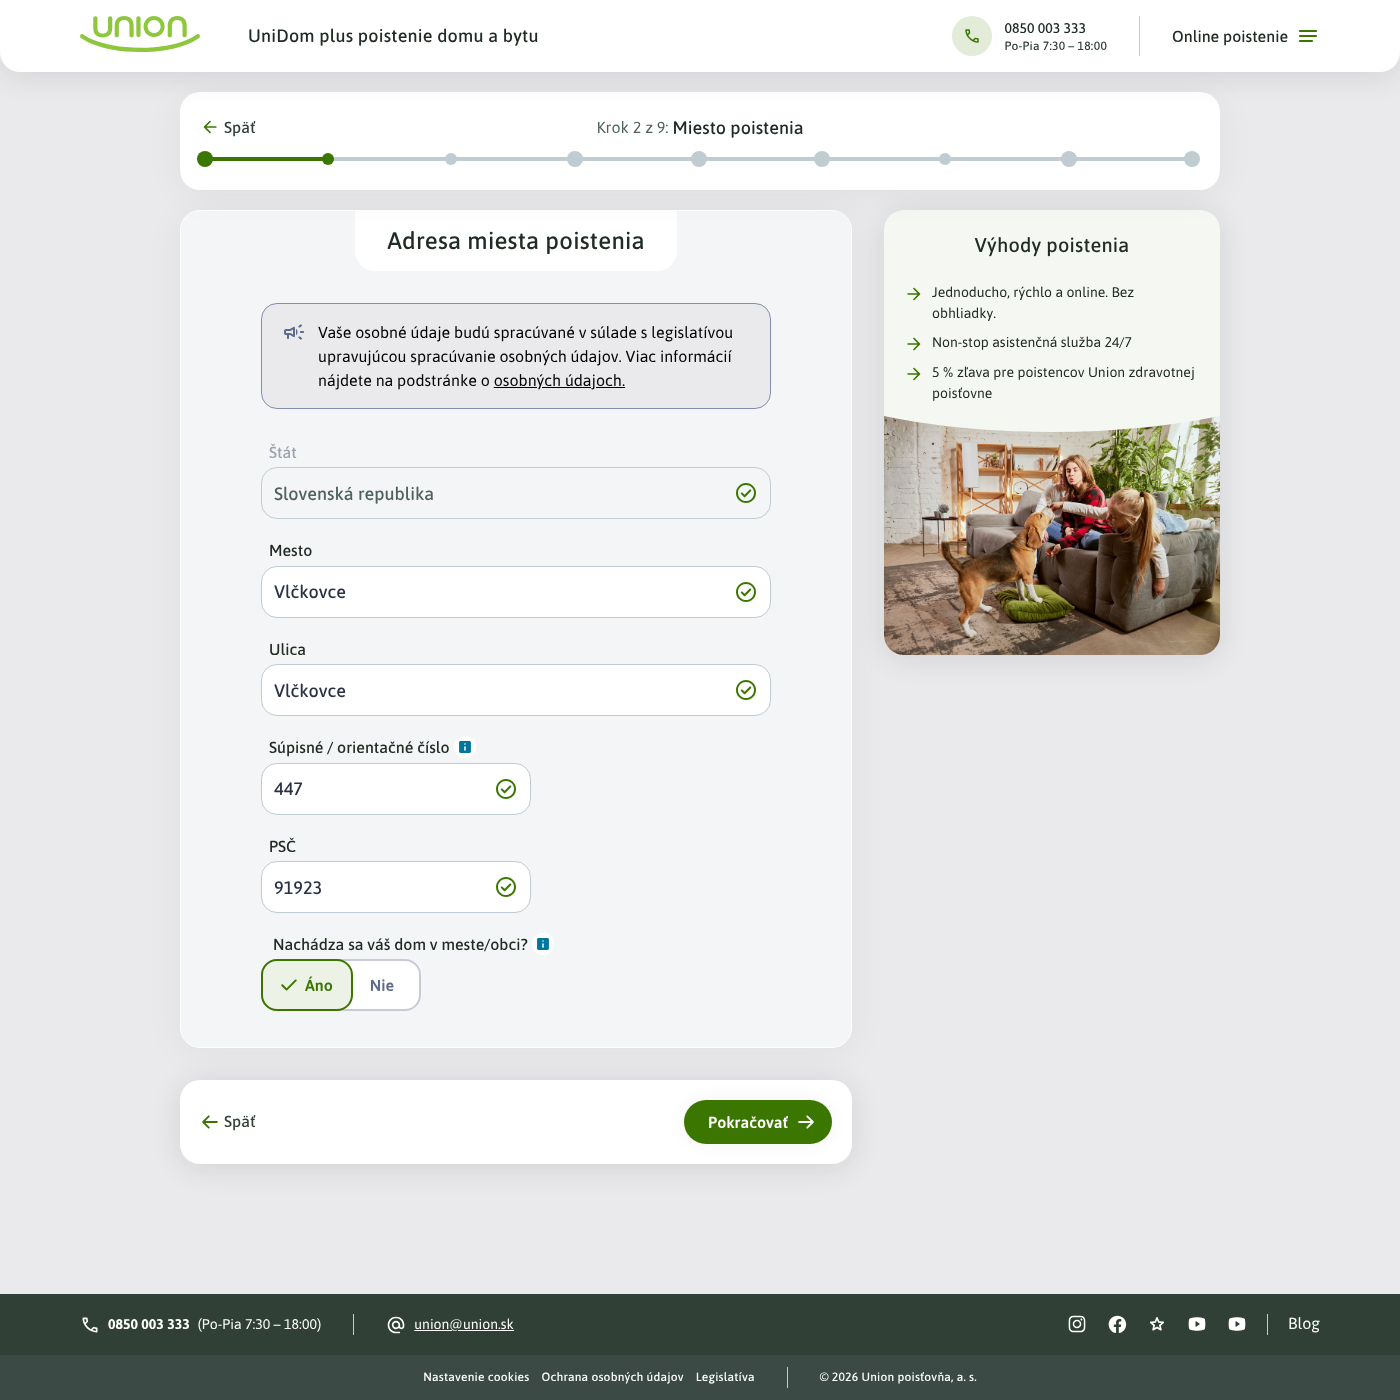 union
UniDom plus poistenie domu a bytu
0850 003 333
Po-Pia 7:30 – 18:00
Online poistenie
Späť
Krok 2 z 9: Miesto poistenia
Adresa miesta poistenia
Vaše osobné údaje budú spracúvané v súlade s legislatívou
upravujúcou spracúvanie osobných údajov. Viac informácií
nájdete na podstránke o osobných údajoch.
Štát
Slovenská republika
Mesto
Vlčkovce
Ulica
Vlčkovce
Súpisné / orientačné číslo
447
PSČ
91923
Nachádza sa váš dom v meste/obci?
Áno
Nie
Späť
Pokračovať
Výhody poistenia
Jednoducho, rýchlo a online. Bez
obhliadky.
Non-stop asistenčná služba 24/7
5 % zľava pre poistencov Union zdravotnej
poisťovne
0850 003 333 (Po-Pia 7:30 – 18:00)
union@union.sk
Blog
Nastavenie cookies
Ochrana osobných údajov
Legislatíva
© 2026 Union poisťovňa, a. s.